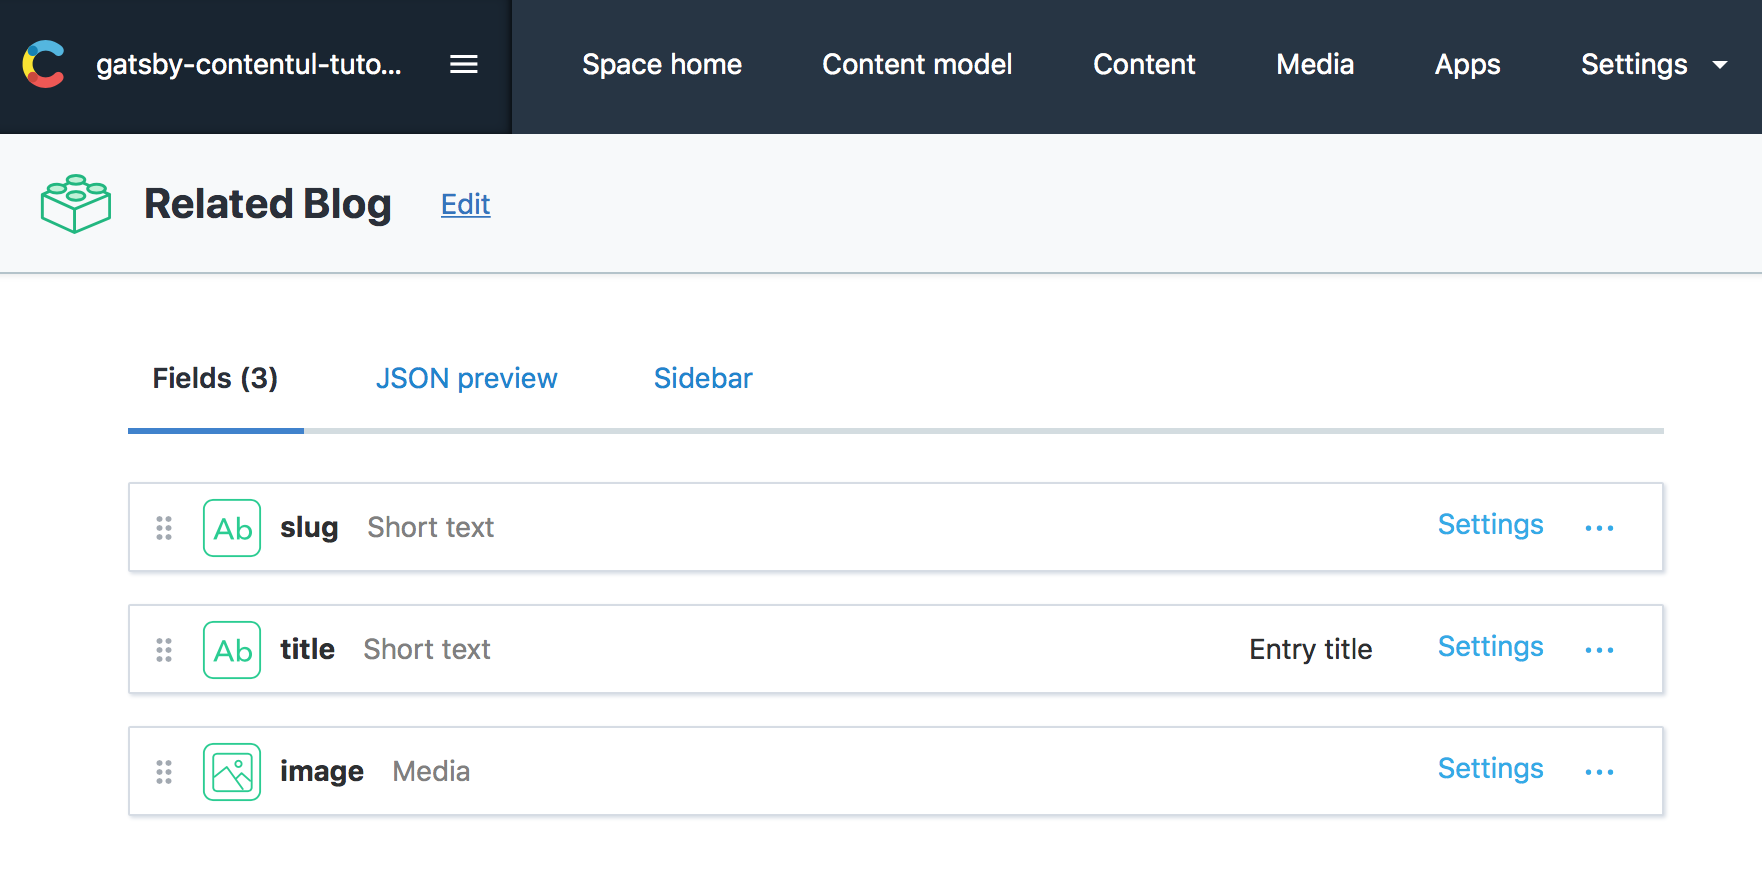 gatsby-contentul-tuto... Space home Content model Content Media Apps Settings
Related Blog Edit
Fields (3) JSON preview Sidebar
Ab slug Short text Settings ...
Ab title Short text Entry title Settings ...
image Media Settings ...